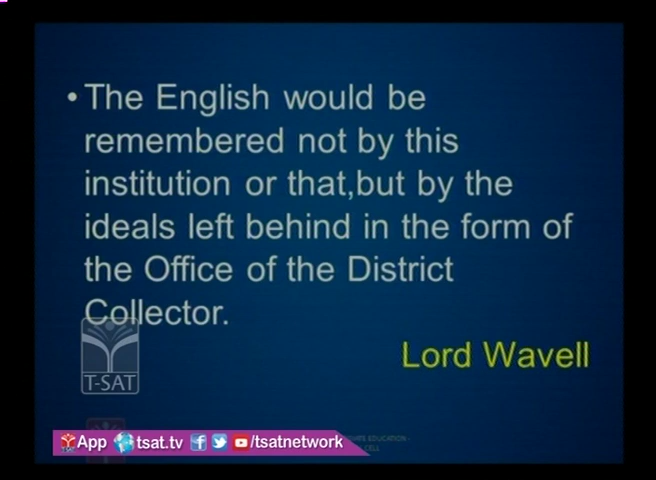 • The English would be
remembered not by this
institution or that,but by the
ideals left behind in the form of
the Office of the District
Collector.
Lord Wavell
T-SAT
App tsat.tv /tsatnetwork